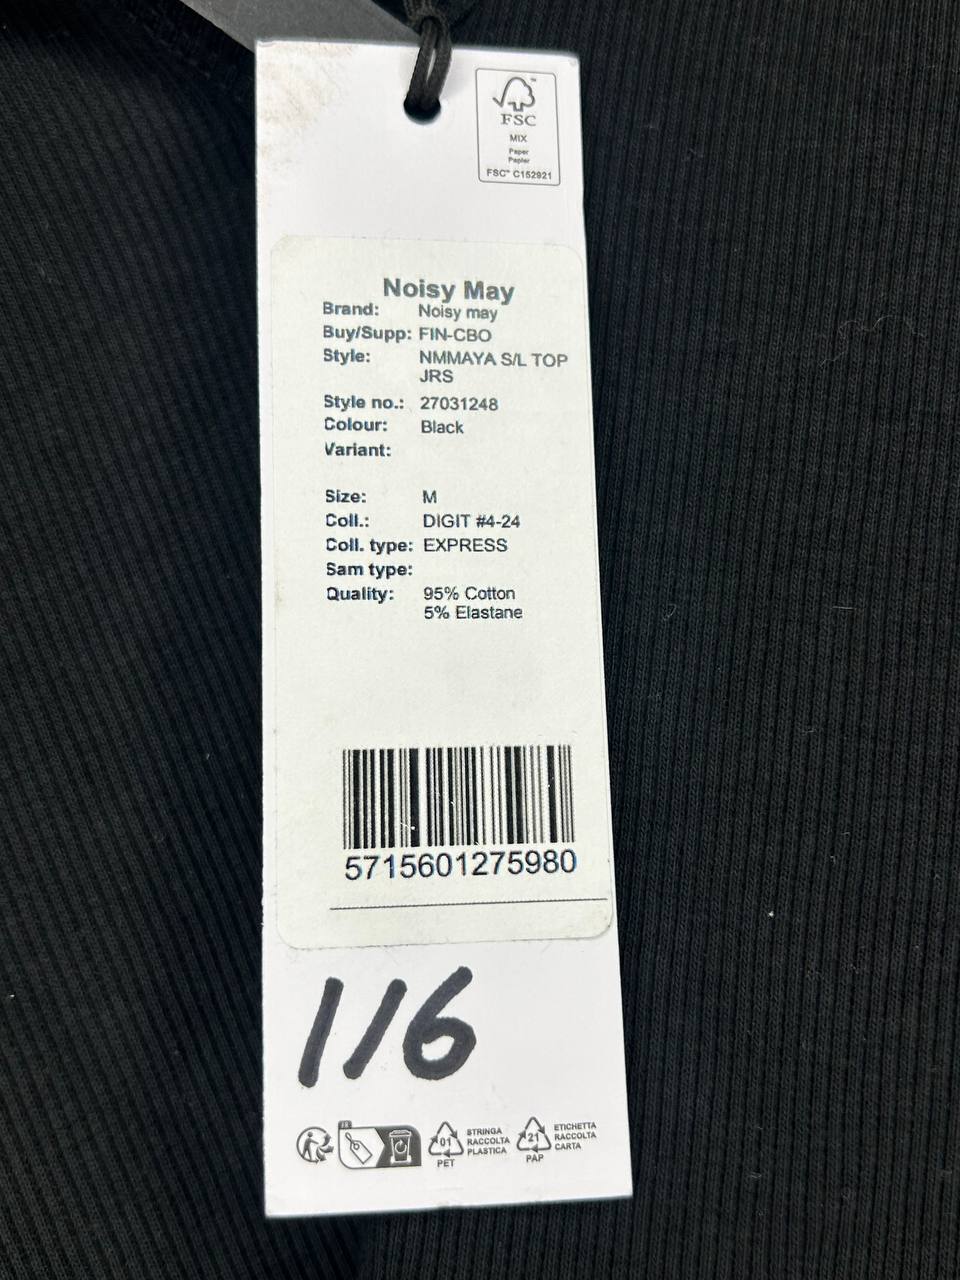 FSC
MIX
Paper
Papier
FSC™ C152921
Noisy May
Brand: Noisy may
Buy/Supp: FIN-CBO
Style: NMMAYA S/L TOP
JRS
Style no.: 27031248
Colour: Black
Variant:
Size: M
Coll.: DIGIT #4-24
Coll. type: EXPRESS
Sam type:
Quality: 95% Cotton
5% Elastane
5715601275980
116
FR
01
PET
STRINGA
RACCOLTA
PLASTICA
21
PAP
ETICHETTA
RACCOLTA
CARTA